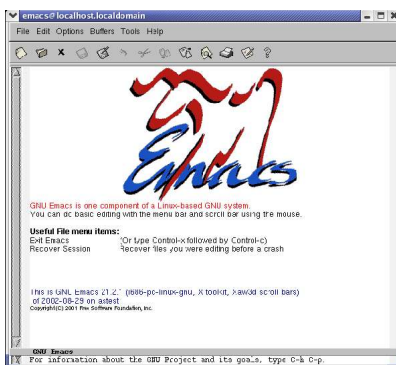 emacs@localhost.localdomain
File Edit Options Buffers Tools Help
Emacs
GNU Emacs is one component of a Linux-based GNU system.
You can do basic editing with the menu bar and scroll bar using the mouse.
Useful File menu items:
Exit Emacs (Or type Control-x followed by Control-c)
Recover Session Recover files you were editing before a crash
This is GNU Emacs 21.2.1 (i686-pc-linux-gnu, X toolkit, Xaw3d scroll bars)
of 2002-08-29 on astest
Copyright (C) 2001 Free Software Foundation, Inc.
GNU Emacs
For information about the GNU Project and its goals, type C-h C-p.